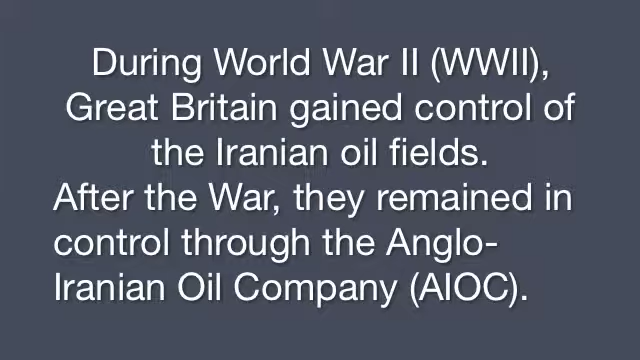 During World War II (WWII),
Great Britain gained control of
the Iranian oil fields.
After the War, they remained in
control through the Anglo-
Iranian Oil Company (AIOC).